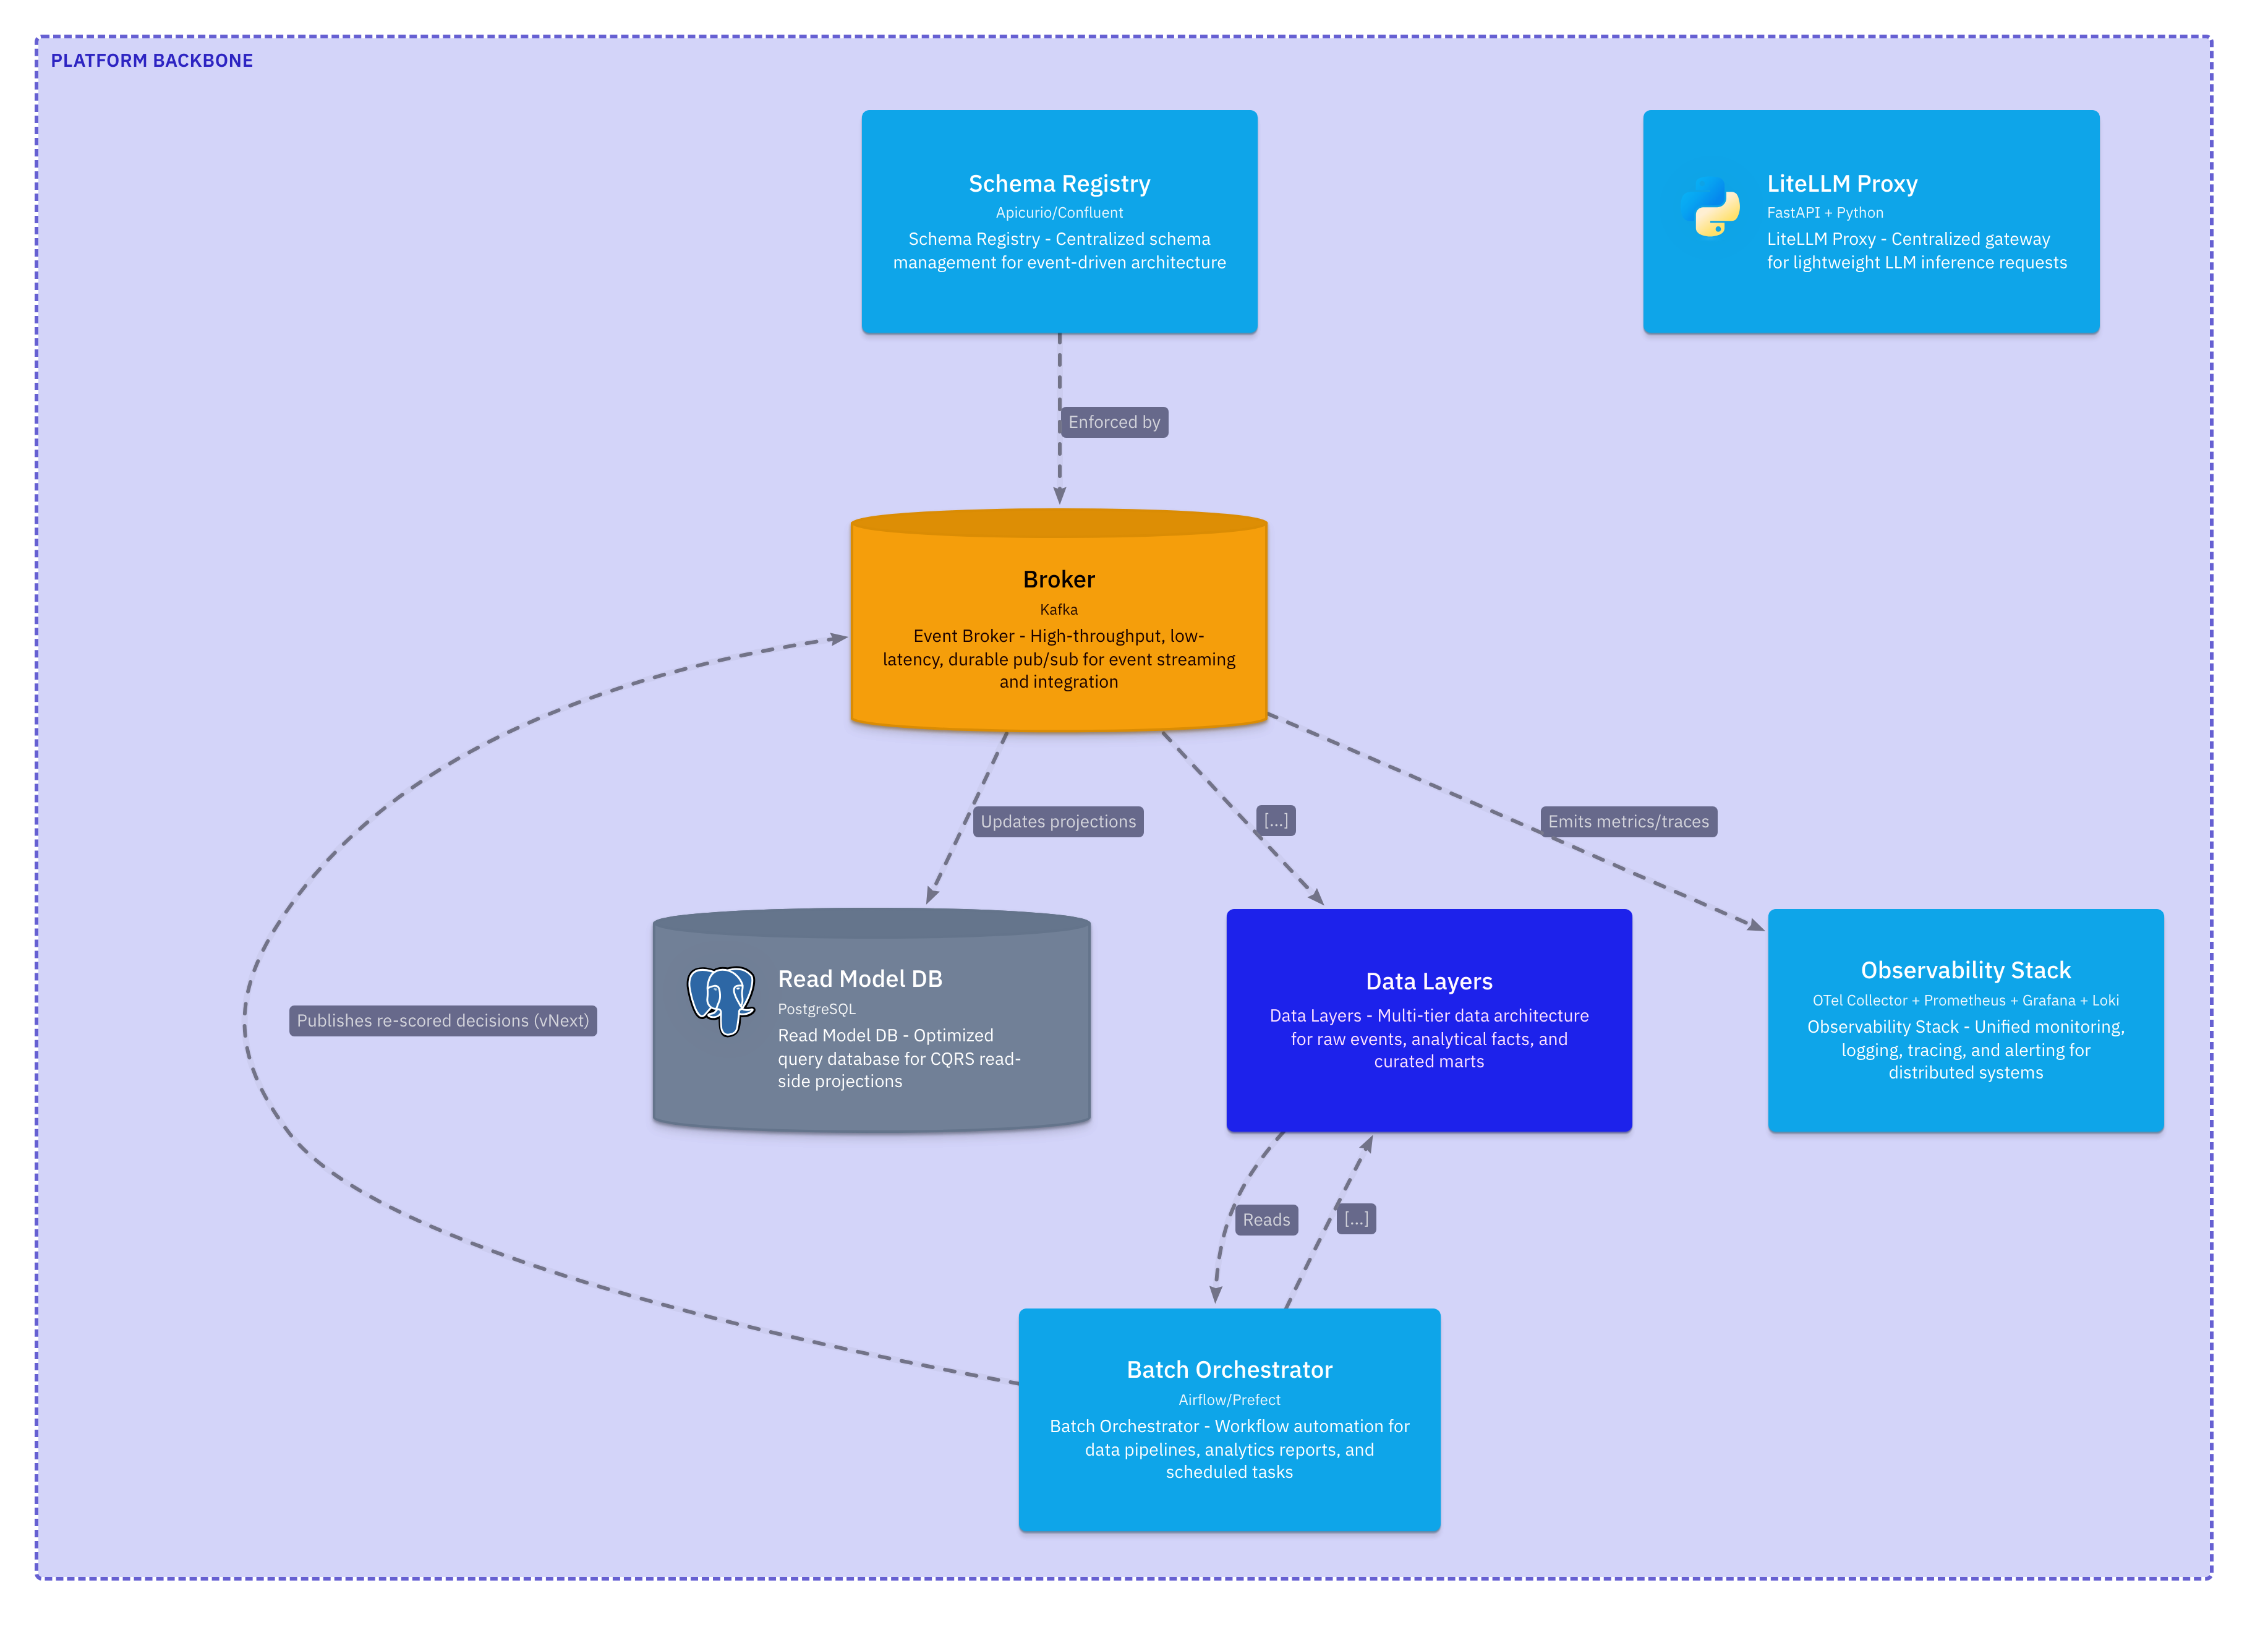 PLATFORM BACKBONE
Schema Registry
Apicurio/Confluent
Schema Registry - Centralized schema
management for event-driven architecture
LiteLLM Proxy
FastAPI + Python
LiteLLM Proxy - Centralized gateway
for lightweight LLM inference requests
Enforced by
Broker
Kafka
Event Broker - High-throughput, low-
latency, durable pub/sub for event streaming
and integration
Updates projections
[...]
Emits metrics/traces
Publishes re-scored decisions (vNext)
Read Model DB
PostgreSQL
Read Model DB - Optimized
query database for CQRS read-
side projections
Data Layers
Data Layers - Multi-tier data architecture
for raw events, analytical facts, and
curated marts
Observability Stack
OTel Collector + Prometheus + Grafana + Loki
Observability Stack - Unified monitoring,
logging, tracing, and alerting for
distributed systems
Reads
[...]
Batch Orchestrator
Airflow/Prefect
Batch Orchestrator - Workflow automation for
data pipelines, analytics reports, and
scheduled tasks